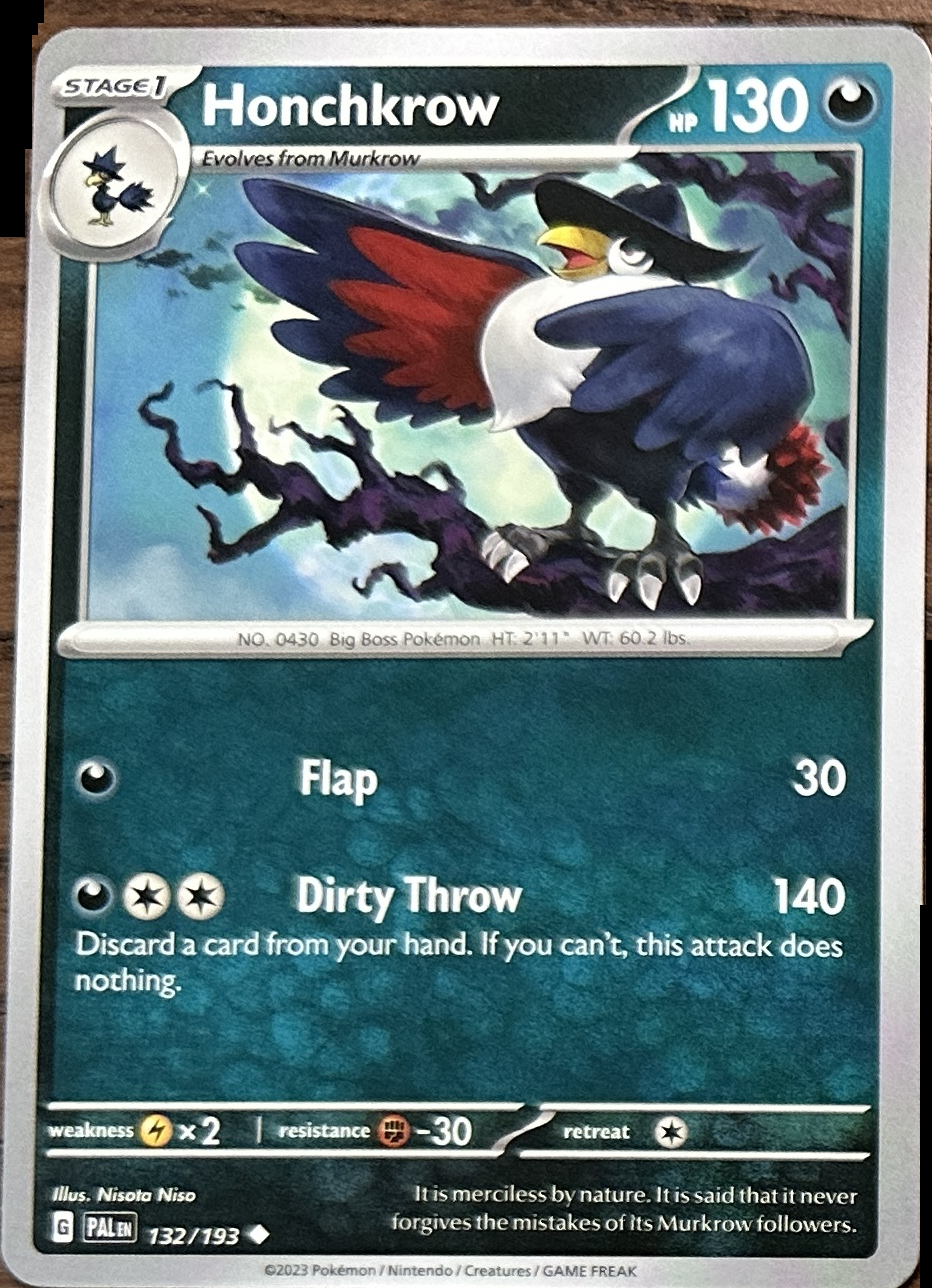 STAGE1
Honchkrow
HP 130
Evolves from Murkrow
NO. 0430 Big Boss Pokémon HT: 2'11" WT: 60.2 lbs.
Flap 30
Dirty Throw 140
Discard a card from your hand. If you can't, this attack does
nothing.
weakness ×2 | resistance -30 retreat
Illus. Nisota Niso
It is merciless by nature. It is said that it never
forgives the mistakes of its Murkrow followers.
G PAL EN 132/193
©2023 Pokémon / Nintendo / Creatures / GAME FREAK